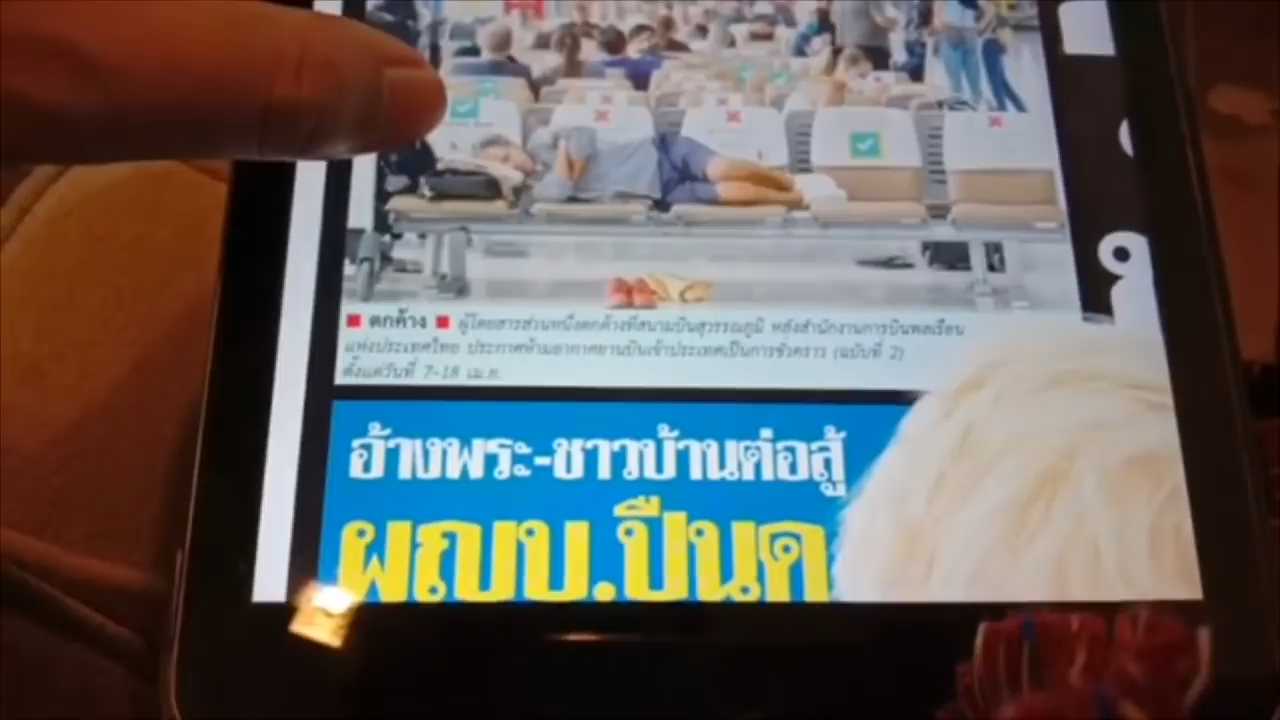 ■ ตกค้าง ■ ผู้โดยสารส่วนหนึ่งตกค้างที่สนามบินสุวรรณภูมิ หลังสำนักงานการบินพลเรือน
แห่งประเทศไทย ประกาศห้ามอากาศยานบินเข้าประเทศเป็นการชั่วคราว (ฉบับที่ 2)
ตั้งแต่วันที่ 7-18 เม.ย.
อ้างพระ-ชาวบ้านต่อสู้
ผญบ.ปืนด